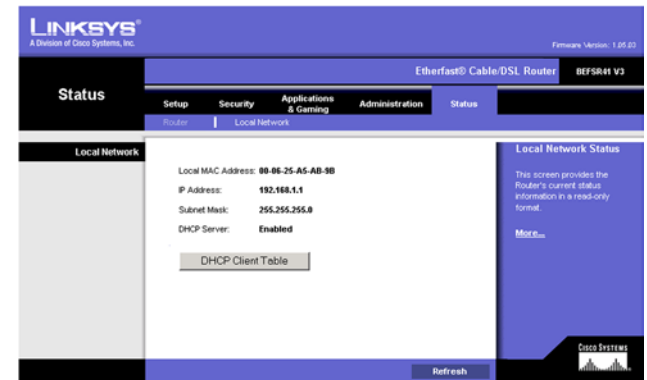 LINKSYS®
A Division of Cisco Systems, Inc.
Firmware Version: 1.05.03
Etherfast® Cable/DSL Router BEFSR41 V3
Status
Setup Security Applications & Gaming Administration Status
Router Local Network
Local Network
Local MAC Address: 00-06-25-A5-AB-9B
IP Address: 192.168.1.1
Subnet Mask: 255.255.255.0
DHCP Server: Enabled
DHCP Client Table
Local Network Status
This screen provides the
Router's current status
information in a read-only
format.
More...
Refresh
CISCO SYSTEMS